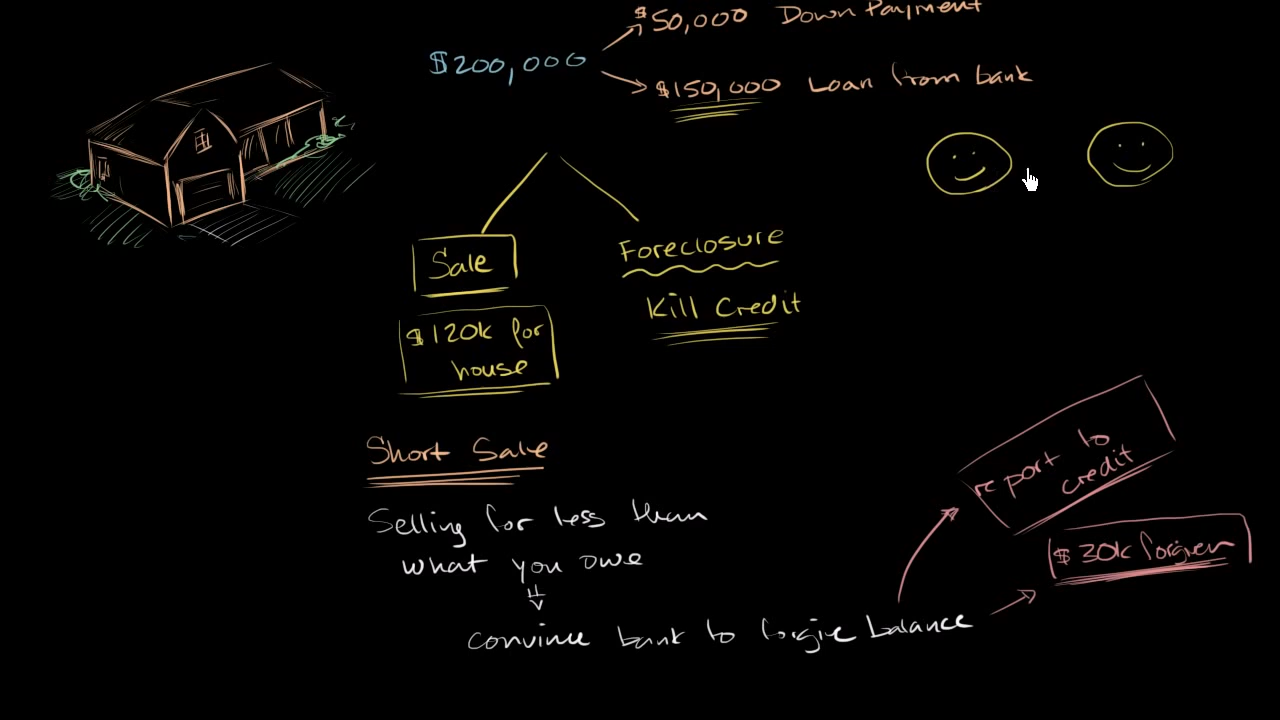 $50,000 Down Payment
$200,000
$150,000 Loan from bank
Sale
Foreclosure
Kill Credit
$120k for
house
Short Sale
Selling for less than
what you owe
convince bank to forgive balance
report to
credit
$30k forgiven